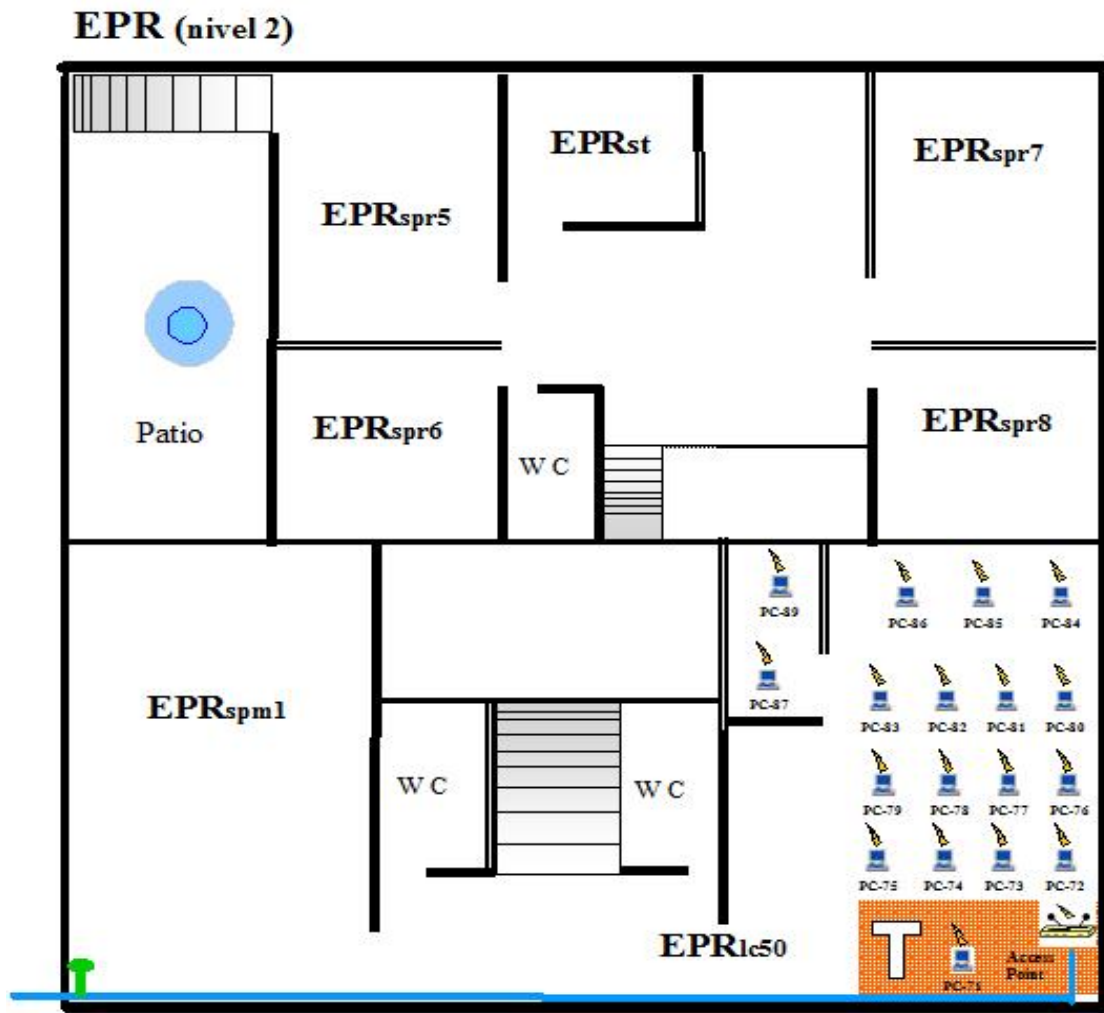 EPR (nivel 2)
EPRst
EPRspr7
EPRspr5
Patio
EPRspr6
W C
EPRspr8
PC-89
PC-86 PC-85 PC-84
PC-87
EPRspm1
PC-83 PC-82 PC-81 PC-80
W C
W C
PC-79 PC-78 PC-77 PC-76
PC-75 PC-74 PC-73 PC-72
EPRlc50
T
Access
Point
PC-71